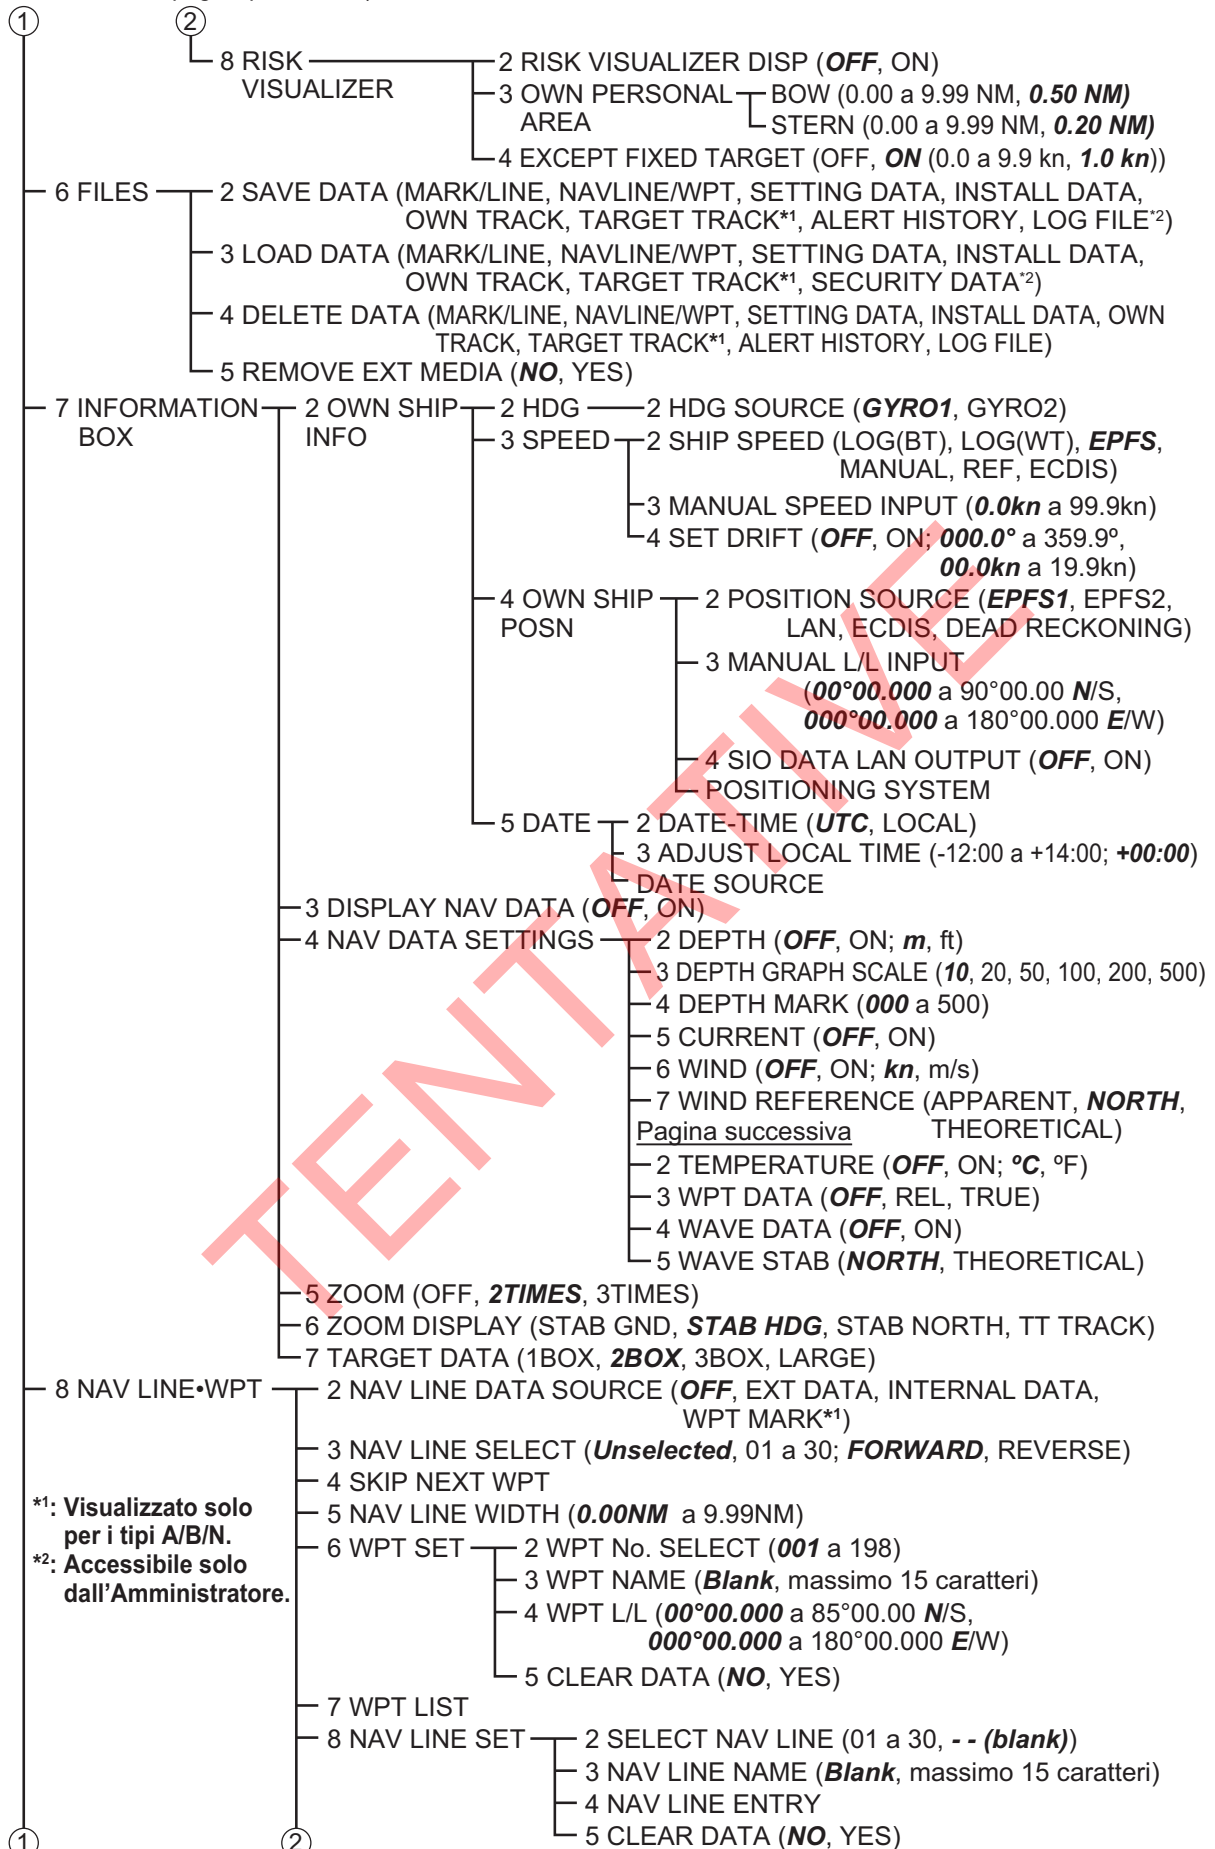 1
2
8 RISK
VISUALIZER
2 RISK VISUALIZER DISP (OFF, ON)
3 OWN PERSONAL
AREA
BOW (0.00 a 9.99 NM, 0.50 NM)
STERN (0.00 a 9.99 NM, 0.20 NM)
4 EXCEPT FIXED TARGET (OFF, ON (0.0 a 9.9 kn, 1.0 kn))
6 FILES
2 SAVE DATA (MARK/LINE, NAVLINE/WPT, SETTING DATA, INSTALL DATA,
OWN TRACK, TARGET TRACK*1, ALERT HISTORY, LOG FILE*2)
3 LOAD DATA (MARK/LINE, NAVLINE/WPT, SETTING DATA, INSTALL DATA,
OWN TRACK, TARGET TRACK*1, SECURITY DATA*2)
4 DELETE DATA (MARK/LINE, NAVLINE/WPT, SETTING DATA, INSTALL DATA, OWN
TRACK, TARGET TRACK*1, ALERT HISTORY, LOG FILE)
5 REMOVE EXT MEDIA (NO, YES)
7 INFORMATION
BOX
2 OWN SHIP
INFO
2 HDG
2 HDG SOURCE (GYRO1, GYRO2)
3 SPEED
2 SHIP SPEED (LOG(BT), LOG(WT), EPFS,
MANUAL, REF, ECDIS)
3 MANUAL SPEED INPUT (0.0kn a 99.9kn)
4 SET DRIFT (OFF, ON; 000.0° a 359.9º,
00.0kn a 19.9kn)
4 OWN SHIP
POSN
2 POSITION SOURCE (EPFS1, EPFS2,
LAN, ECDIS, DEAD RECKONING)
3 MANUAL L/L INPUT
(00°00.000 a 90°00.00 N/S,
000°00.000 a 180°00.000 E/W)
4 SIO DATA LAN OUTPUT (OFF, ON)
POSITIONING SYSTEM
5 DATE
2 DATE-TIME (UTC, LOCAL)
3 ADJUST LOCAL TIME (-12:00 a +14:00; +00:00)
DATE SOURCE
3 DISPLAY NAV DATA (OFF, ON)
4 NAV DATA SETTINGS
2 DEPTH (OFF, ON; m, ft)
3 DEPTH GRAPH SCALE (10, 20, 50, 100, 200, 500)
4 DEPTH MARK (000 a 500)
5 CURRENT (OFF, ON)
6 WIND (OFF, ON; kn, m/s)
7 WIND REFERENCE (APPARENT, NORTH,
THEORETICAL)
Pagina successiva
2 TEMPERATURE (OFF, ON; ºC, ºF)
3 WPT DATA (OFF, REL, TRUE)
4 WAVE DATA (OFF, ON)
5 WAVE STAB (NORTH, THEORETICAL)
5 ZOOM (OFF, 2TIMES, 3TIMES)
6 ZOOM DISPLAY (STAB GND, STAB HDG, STAB NORTH, TT TRACK)
7 TARGET DATA (1BOX, 2BOX, 3BOX, LARGE)
8 NAV LINE•WPT
2 NAV LINE DATA SOURCE (OFF, EXT DATA, INTERNAL DATA,
WPT MARK*1)
3 NAV LINE SELECT (Unselected, 01 a 30; FORWARD, REVERSE)
4 SKIP NEXT WPT
5 NAV LINE WIDTH (0.00NM a 9.99NM)
6 WPT SET
2 WPT No. SELECT (001 a 198)
3 WPT NAME (Blank, massimo 15 caratteri)
4 WPT L/L (00°00.000 a 85°00.00 N/S,
000°00.000 a 180°00.000 E/W)
5 CLEAR DATA (NO, YES)
7 WPT LIST
8 NAV LINE SET
2 SELECT NAV LINE (01 a 30, - - (blank))
3 NAV LINE NAME (Blank, massimo 15 caratteri)
4 NAV LINE ENTRY
5 CLEAR DATA (NO, YES)
*1: Visualizzato solo
per i tipi A/B/N.
*2: Accessibile solo
dall'Amministratore.
1
2
TENTATIVE